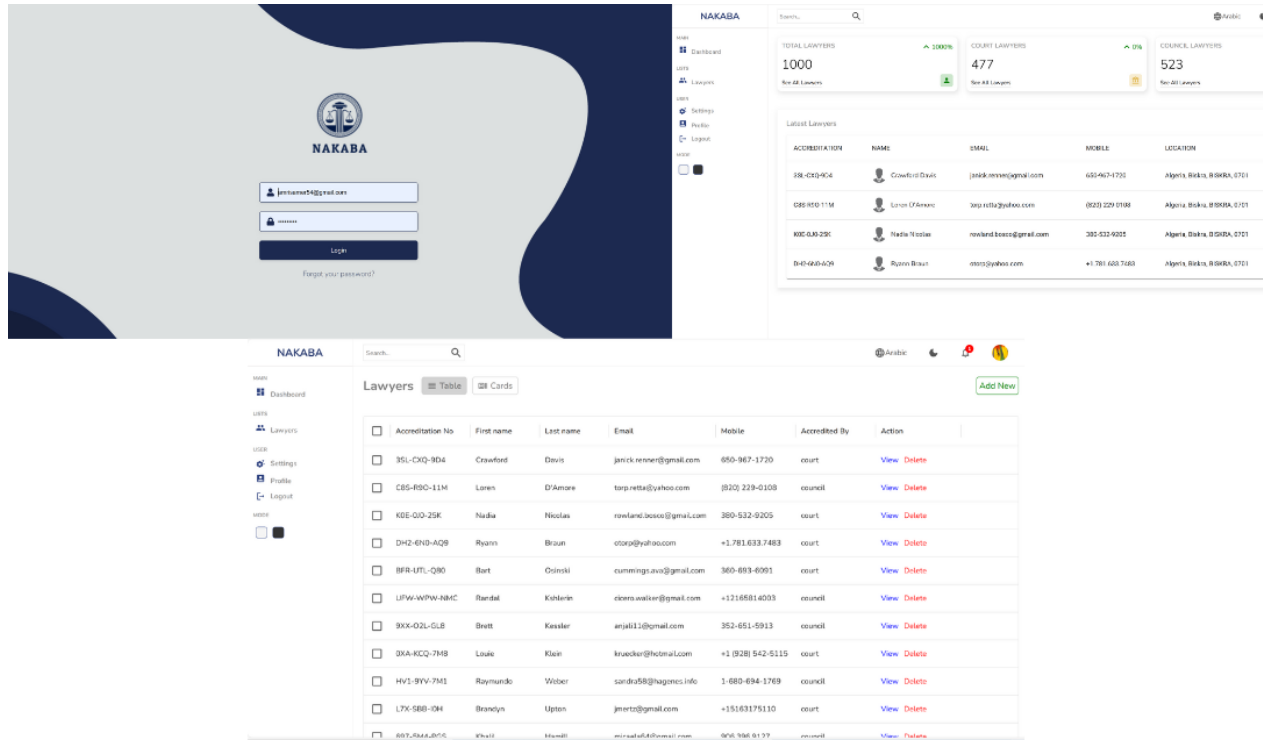 NAKABA
jannisamer54@gmail.com
Login
Forgot your password?
NAKABA
Search..
Arabic
MAIN
Dashboard
LISTS
Lawyers
USER
Settings
Profile
Logout
MODE
TOTAL LAWYERS
1000%
1000
See All Lawyers
COURT LAWYERS
0%
477
See All Lawyers
COUNCIL LAWYERS
523
See All Lawyers
Latest Lawyers
ACCREDITATION NAME EMAIL MOBILE LOCATION
3SL-CXQ-9D4 Crawford Davis janick.renner@gmail.com 650-967-1720 Algeria, Biskra, BISKRA, 0701
C8S-R9O-11M Loren D'Amore torp.retta@yahoo.com (820) 229-0108 Algeria, Biskra, BISKRA, 0701
K0E-0J0-2SK Nadia Nicolas rowland.bosco@gmail.com 380-532-9205 Algeria, Biskra, BISKRA, 0701
DH2-6N0-AQ9 Ryann Braun otorp@yahoo.com +1.781.633.7483 Algeria, Biskra, BISKRA, 0701
NAKABA
Search..
Arabic
MAIN
Dashboard
LISTS
Lawyers
USER
Settings
Profile
Logout
MODE
Lawyers Table Cards Add New
Accreditation No First name Last name Email Mobile Accredited By Action
3SL-CXQ-9D4 Crawford Davis janick.renner@gmail.com 650-967-1720 court View Delete
C8S-R9O-11M Loren D'Amore torp.retta@yahoo.com (820) 229-0108 council View Delete
K0E-0J0-2SK Nadia Nicolas rowland.bosco@gmail.com 380-532-9205 court View Delete
DH2-6N0-AQ9 Ryann Braun otorp@yahoo.com +1.781.633.7483 court View Delete
BFR-UTL-Q80 Bart Osinski cummings.ava@gmail.com 360-693-6091 court View Delete
UFW-WPW-NMC Randal Kshlerin cicero.walker@gmail.com +12165814003 council View Delete
9XX-O2L-GL8 Brett Kessler anjali11@gmail.com 352-651-5913 council View Delete
0XA-KCQ-7M8 Louie Klein kruecker@hotmail.com +1 (928) 542-5115 court View Delete
HV1-9YV-7M1 Raymundo Weber sandra58@hagenes.info 1-680-694-1769 council View Delete
L7X-SBB-I0H Brandyn Upton jmertz@gmail.com +15163175110 court View Delete
Khalil Hamill 906.396.9127 council View Delete